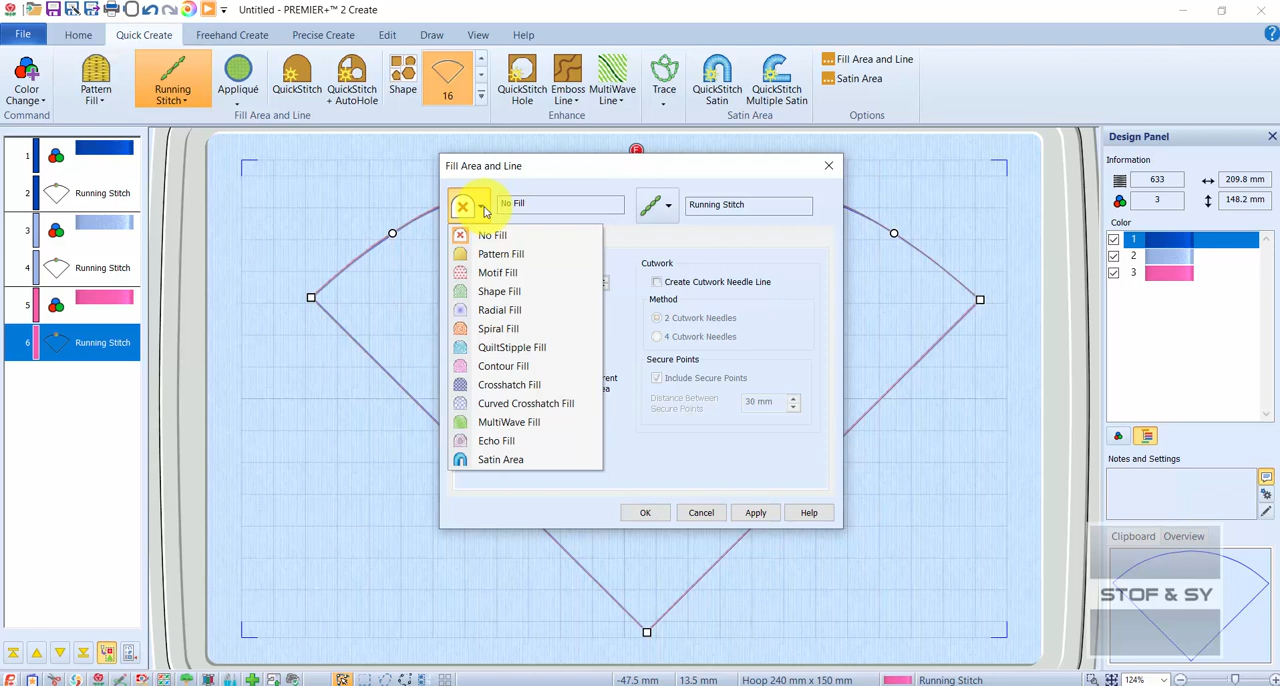 Untitled - PREMIER+™ 2 Create
File
Home
Quick Create
Freehand Create
Precise Create
Edit
Draw
View
Help
Color
Change
Pattern
Fill
Running
Stitch
Appliqué
QuickStitch
QuickStitch
+ AutoHole
Shape
16
QuickStitch
Hole
Emboss
Line
MultiWave
Line
Trace
QuickStitch
Satin
QuickStitch
Multiple Satin
Fill Area and Line
Satin Area
Command
Fill Area and Line
Enhance
Satin Area
Options
1
2
Running Stitch
3
4
Running Stitch
5
6
Running Stitch
Fill Area and Line
No Fill
Running Stitch
No Fill
Pattern Fill
Motif Fill
Shape Fill
Radial Fill
Spiral Fill
QuiltStipple Fill
Contour Fill
Crosshatch Fill
Curved Crosshatch Fill
MultiWave Fill
Echo Fill
Satin Area
Cutwork
Create Cutwork Needle Line
Method
2 Cutwork Needles
4 Cutwork Needles
Secure Points
Include Secure Points
Distance Between
Secure Points
30 mm
OK
Cancel
Apply
Help
Design Panel
Information
633
209.8 mm
3
148.2 mm
Color
1
2
3
Notes and Settings
Clipboard
Overview
STOF & SY
-47.5 mm
13.5 mm
Hoop 240 mm x 150 mm
Running Stitch
124%